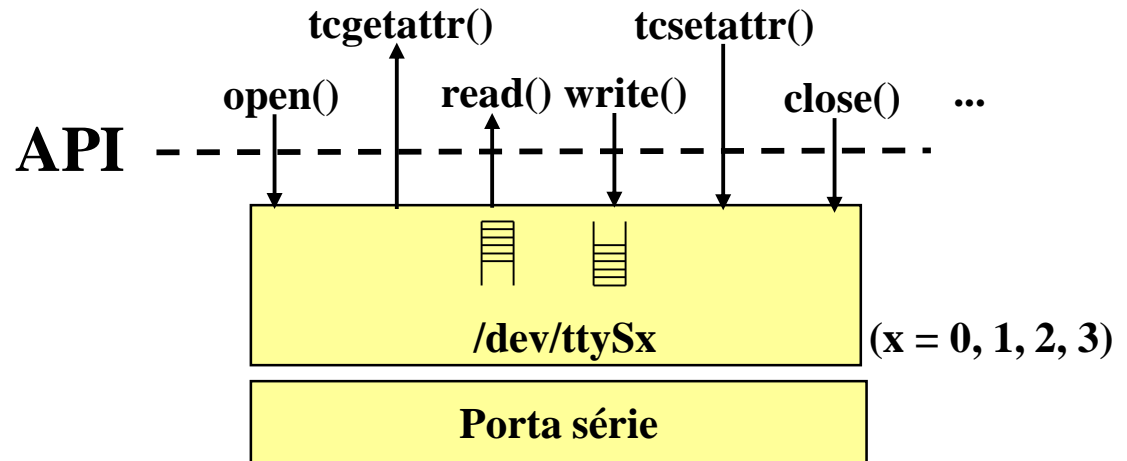 tcgetattr() tcsetattr()
open() read() write() close() ...
API
/dev/ttySx (x = 0, 1, 2, 3)
Porta série